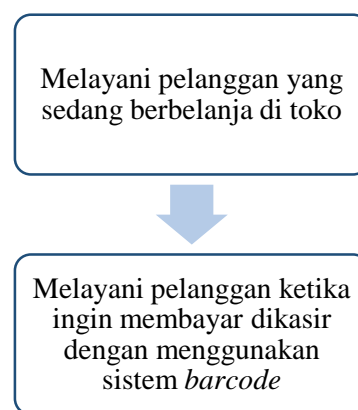 Melayani pelanggan yang
sedang berbelanja di toko
Melayani pelanggan ketika
ingin membayar dikasir
dengan menggunakan
sistem barcode